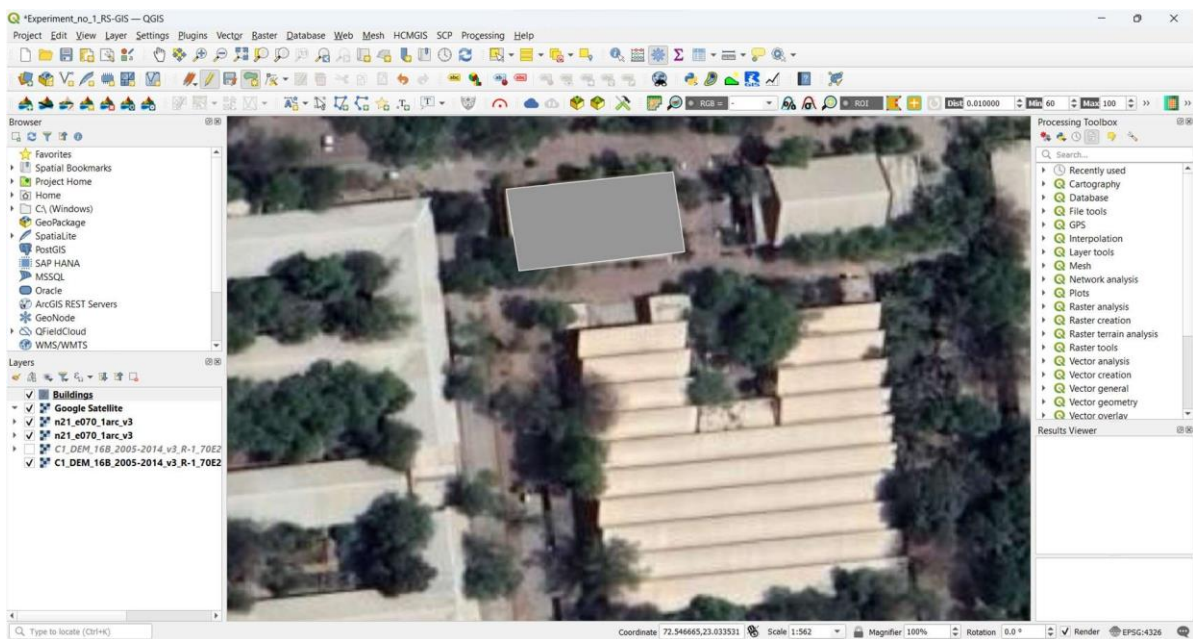 *Experiment_no_1_RS-GIS — QGIS
Project Edit View Layer Settings Plugins Vector Raster Database Web Mesh HCMGIS SCP Processing Help
RGB = -
ROI
Dist 0.010000
Min 60
Max 100
Browser
Favorites
Spatial Bookmarks
Project Home
Home
C:\ (Windows)
GeoPackage
SpatiaLite
PostGIS
SAP HANA
MSSQL
Oracle
ArcGIS REST Servers
GeoNode
QFieldCloud
WMS/WMTS
Layers
Buildings
Google Satellite
n21_e070_1arc_v3
n21_e070_1arc_v3
C1_DEM_16B_2005-2014_v3_R-1_70E2
C1_DEM_16B_2005-2014_v3_R-1_70E2
Processing Toolbox
Search...
Recently used
Cartography
Database
File tools
GPS
Interpolation
Layer tools
Mesh
Network analysis
Plots
Raster analysis
Raster creation
Raster terrain analysis
Raster tools
Vector analysis
Vector creation
Vector general
Vector geometry
Vector overlay
Results Viewer
Type to locate (Ctrl+K)
Coordinate 72.546665,23.033531 Scale 1:562 Magnifier 100% Rotation 0.0 ° Render EPSG:4326